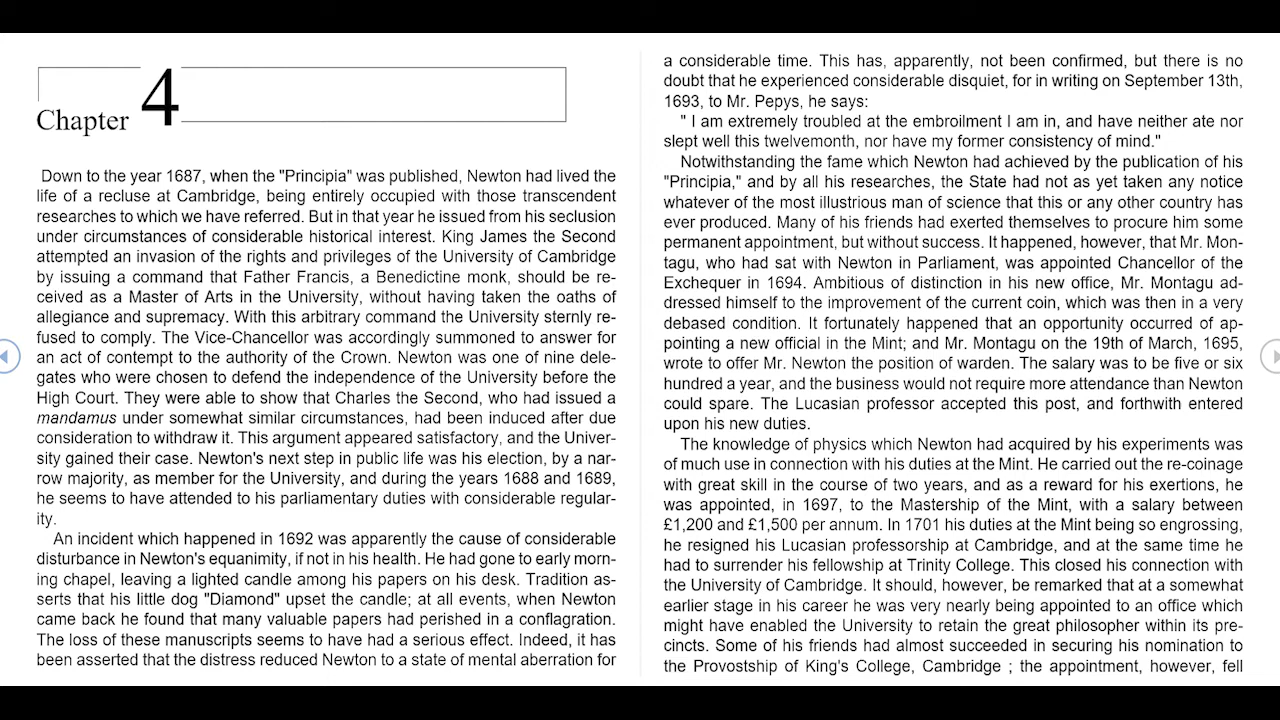 Chapter 4
Down to the year 1687, when the "Principia" was published, Newton had lived the
life of a recluse at Cambridge, being entirely occupied with those transcendent
researches to which we have referred. But in that year he issued from his seclusion
under circumstances of considerable historical interest. King James the Second
attempted an invasion of the rights and privileges of the University of Cambridge
by issuing a command that Father Francis, a Benedictine monk, should be re-
ceived as a Master of Arts in the University, without having taken the oaths of
allegiance and supremacy. With this arbitrary command the University sternly re-
fused to comply. The Vice-Chancellor was accordingly summoned to answer for
an act of contempt to the authority of the Crown. Newton was one of nine dele-
gates who were chosen to defend the independence of the University before the
High Court. They were able to show that Charles the Second, who had issued a
mandamus under somewhat similar circumstances, had been induced after due
consideration to withdraw it. This argument appeared satisfactory, and the Univer-
sity gained their case. Newton's next step in public life was his election, by a nar-
row majority, as member for the University, and during the years 1688 and 1689,
he seems to have attended to his parliamentary duties with considerable regular-
ity.
An incident which happened in 1692 was apparently the cause of considerable
disturbance in Newton's equanimity, if not in his health. He had gone to early morn-
ing chapel, leaving a lighted candle among his papers on his desk. Tradition as-
serts that his little dog "Diamond" upset the candle; at all events, when Newton
came back he found that many valuable papers had perished in a conflagration.
The loss of these manuscripts seems to have had a serious effect. Indeed, it has
been asserted that the distress reduced Newton to a state of mental aberration for
a considerable time. This has, apparently, not been confirmed, but there is no
doubt that he experienced considerable disquiet, for in writing on September 13th,
1693, to Mr. Pepys, he says:
" I am extremely troubled at the embroilment I am in, and have neither ate nor
slept well this twelvemonth, nor have my former consistency of mind."
Notwithstanding the fame which Newton had achieved by the publication of his
"Principia," and by all his researches, the State had not as yet taken any notice
whatever of the most illustrious man of science that this or any other country has
ever produced. Many of his friends had exerted themselves to procure him some
permanent appointment, but without success. It happened, however, that Mr. Mon-
tagu, who had sat with Newton in Parliament, was appointed Chancellor of the
Exchequer in 1694. Ambitious of distinction in his new office, Mr. Montagu ad-
dressed himself to the improvement of the current coin, which was then in a very
debased condition. It fortunately happened that an opportunity occurred of ap-
pointing a new official in the Mint; and Mr. Montagu on the 19th of March, 1695,
wrote to offer Mr. Newton the position of warden. The salary was to be five or six
hundred a year, and the business would not require more attendance than Newton
could spare. The Lucasian professor accepted this post, and forthwith entered
upon his new duties.
The knowledge of physics which Newton had acquired by his experiments was
of much use in connection with his duties at the Mint. He carried out the re-coinage
with great skill in the course of two years, and as a reward for his exertions, he
was appointed, in 1697, to the Mastership of the Mint, with a salary between
£1,200 and £1,500 per annum. In 1701 his duties at the Mint being so engrossing,
he resigned his Lucasian professorship at Cambridge, and at the same time he
had to surrender his fellowship at Trinity College. This closed his connection with
the University of Cambridge. It should, however, be remarked that at a somewhat
earlier stage in his career he was very nearly being appointed to an office which
might have enabled the University to retain the great philosopher within its pre-
cincts. Some of his friends had almost succeeded in securing his nomination to
the Provostship of King's College, Cambridge ; the appointment, however, fell